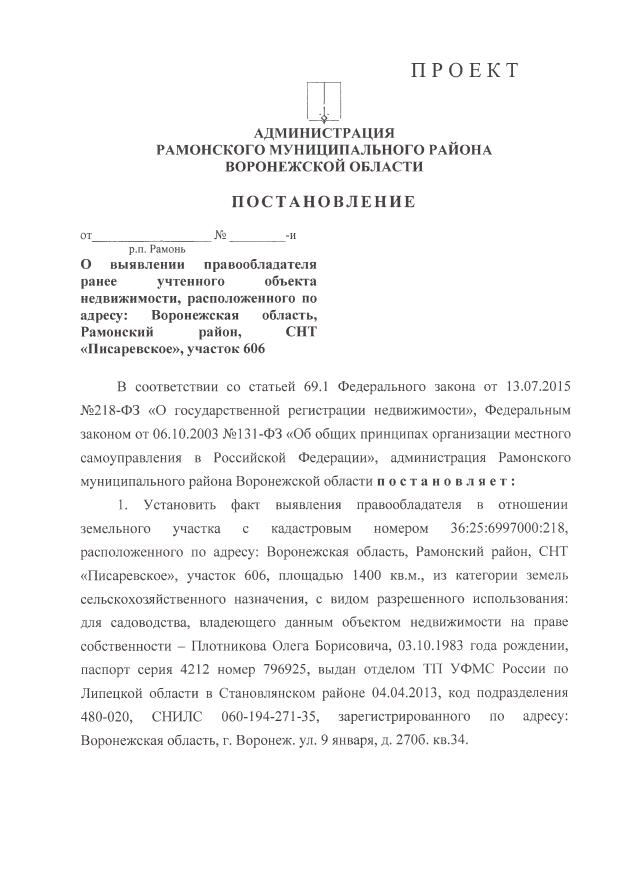 П Р О Е К Т
АДМИНИСТРАЦИЯ
РАМОНСКОГО МУНИЦИПАЛЬНОГО РАЙОНА
ВОРОНЕЖСКОЙ ОБЛАСТИ
П О С Т А Н О В Л Е Н И Е
от___________________ № _________-и
р.п. Рамонь
О выявлении правообладателя
ранее учтенного объекта
недвижимости, расположенного по
адресу: Воронежская область,
Рамонский район, СНТ
«Писаревское», участок 606
В соответствии со статьей 69.1 Федерального закона от 13.07.2015
№218-ФЗ «О государственной регистрации недвижимости», Федеральным
законом от 06.10.2003 №131-ФЗ «Об общих принципах организации местного
самоуправления в Российской Федерации», администрация Рамонского
муниципального района Воронежской области п о с т а н о в л я е т :
1. Установить факт выявления правообладателя в отношении
земельного участка с кадастровым номером 36:25:6997000:218,
расположенного по адресу: Воронежская область, Рамонский район, СНТ
«Писаревское», участок 606, площадью 1400 кв.м., из категории земель
сельскохозяйственного назначения, с видом разрешенного использования:
для садоводства, владеющего данным объектом недвижимости на праве
собственности – Плотникова Олега Борисовича, 03.10.1983 года рождении,
паспорт серия 4212 номер 796925, выдан отделом ТП УФМС России по
Липецкой области в Становлянском районе 04.04.2013, код подразделения
480-020, СНИЛС 060-194-271-35, зарегистрированного по адресу:
Воронежская область, г. Воронеж. ул. 9 января, д. 270б. кв.34.